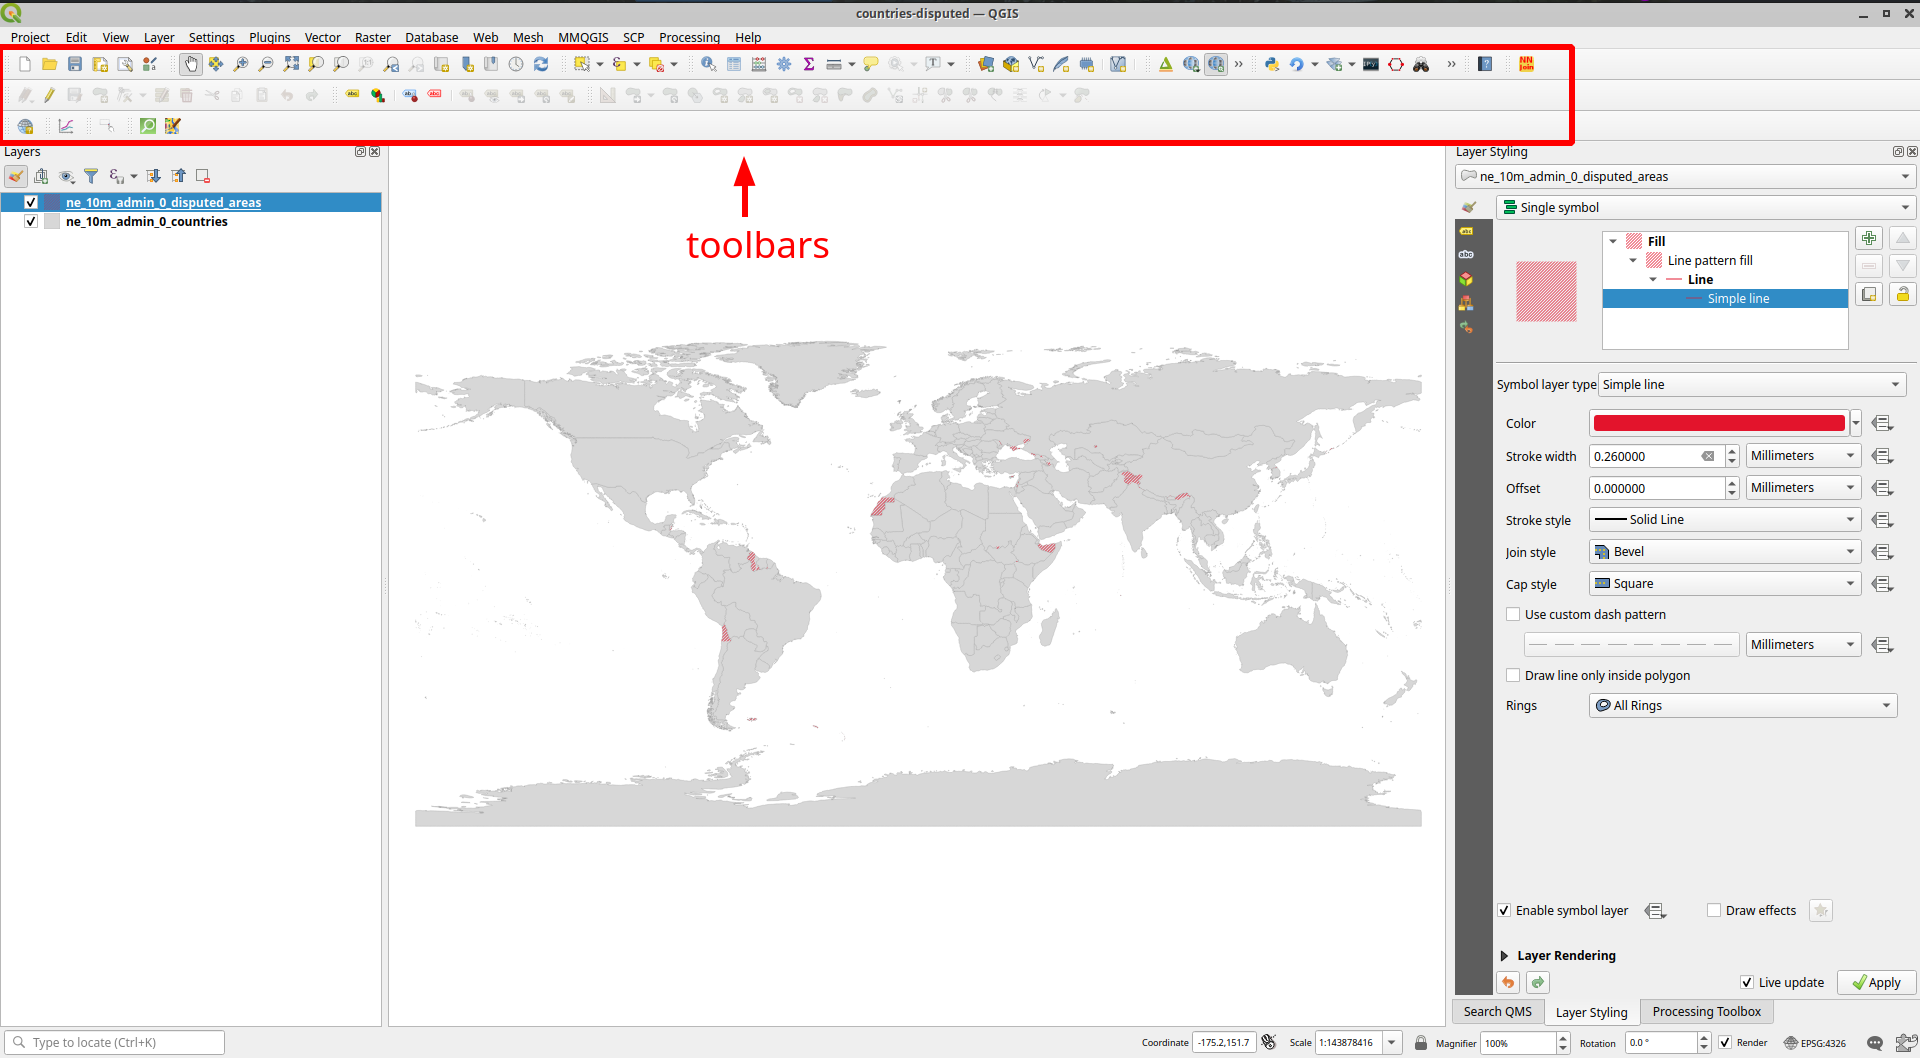 countries-disputed — QGIS
Project Edit View Layer Settings Plugins Vector Raster Database Web Mesh MMQGIS SCP Processing Help
toolbars
Layers
ne_10m_admin_0_disputed_areas
ne_10m_admin_0_countries
Layer Styling
ne_10m_admin_0_disputed_areas
Single symbol
Fill
Line pattern fill
Line
Simple line
Symbol layer type Simple line
Color
Stroke width 0.260000 Millimeters
Offset 0.000000 Millimeters
Stroke style Solid Line
Join style Bevel
Cap style Square
Use custom dash pattern
Millimeters
Draw line only inside polygon
Rings All Rings
Enable symbol layer Draw effects
Layer Rendering
Live update Apply
Search QMS Layer Styling Processing Toolbox
Type to locate (Ctrl+K) Coordinate -175.2,151.7 Scale 1:143878416 Magnifier 100% Rotation 0.0 ° Render EPSG:4326